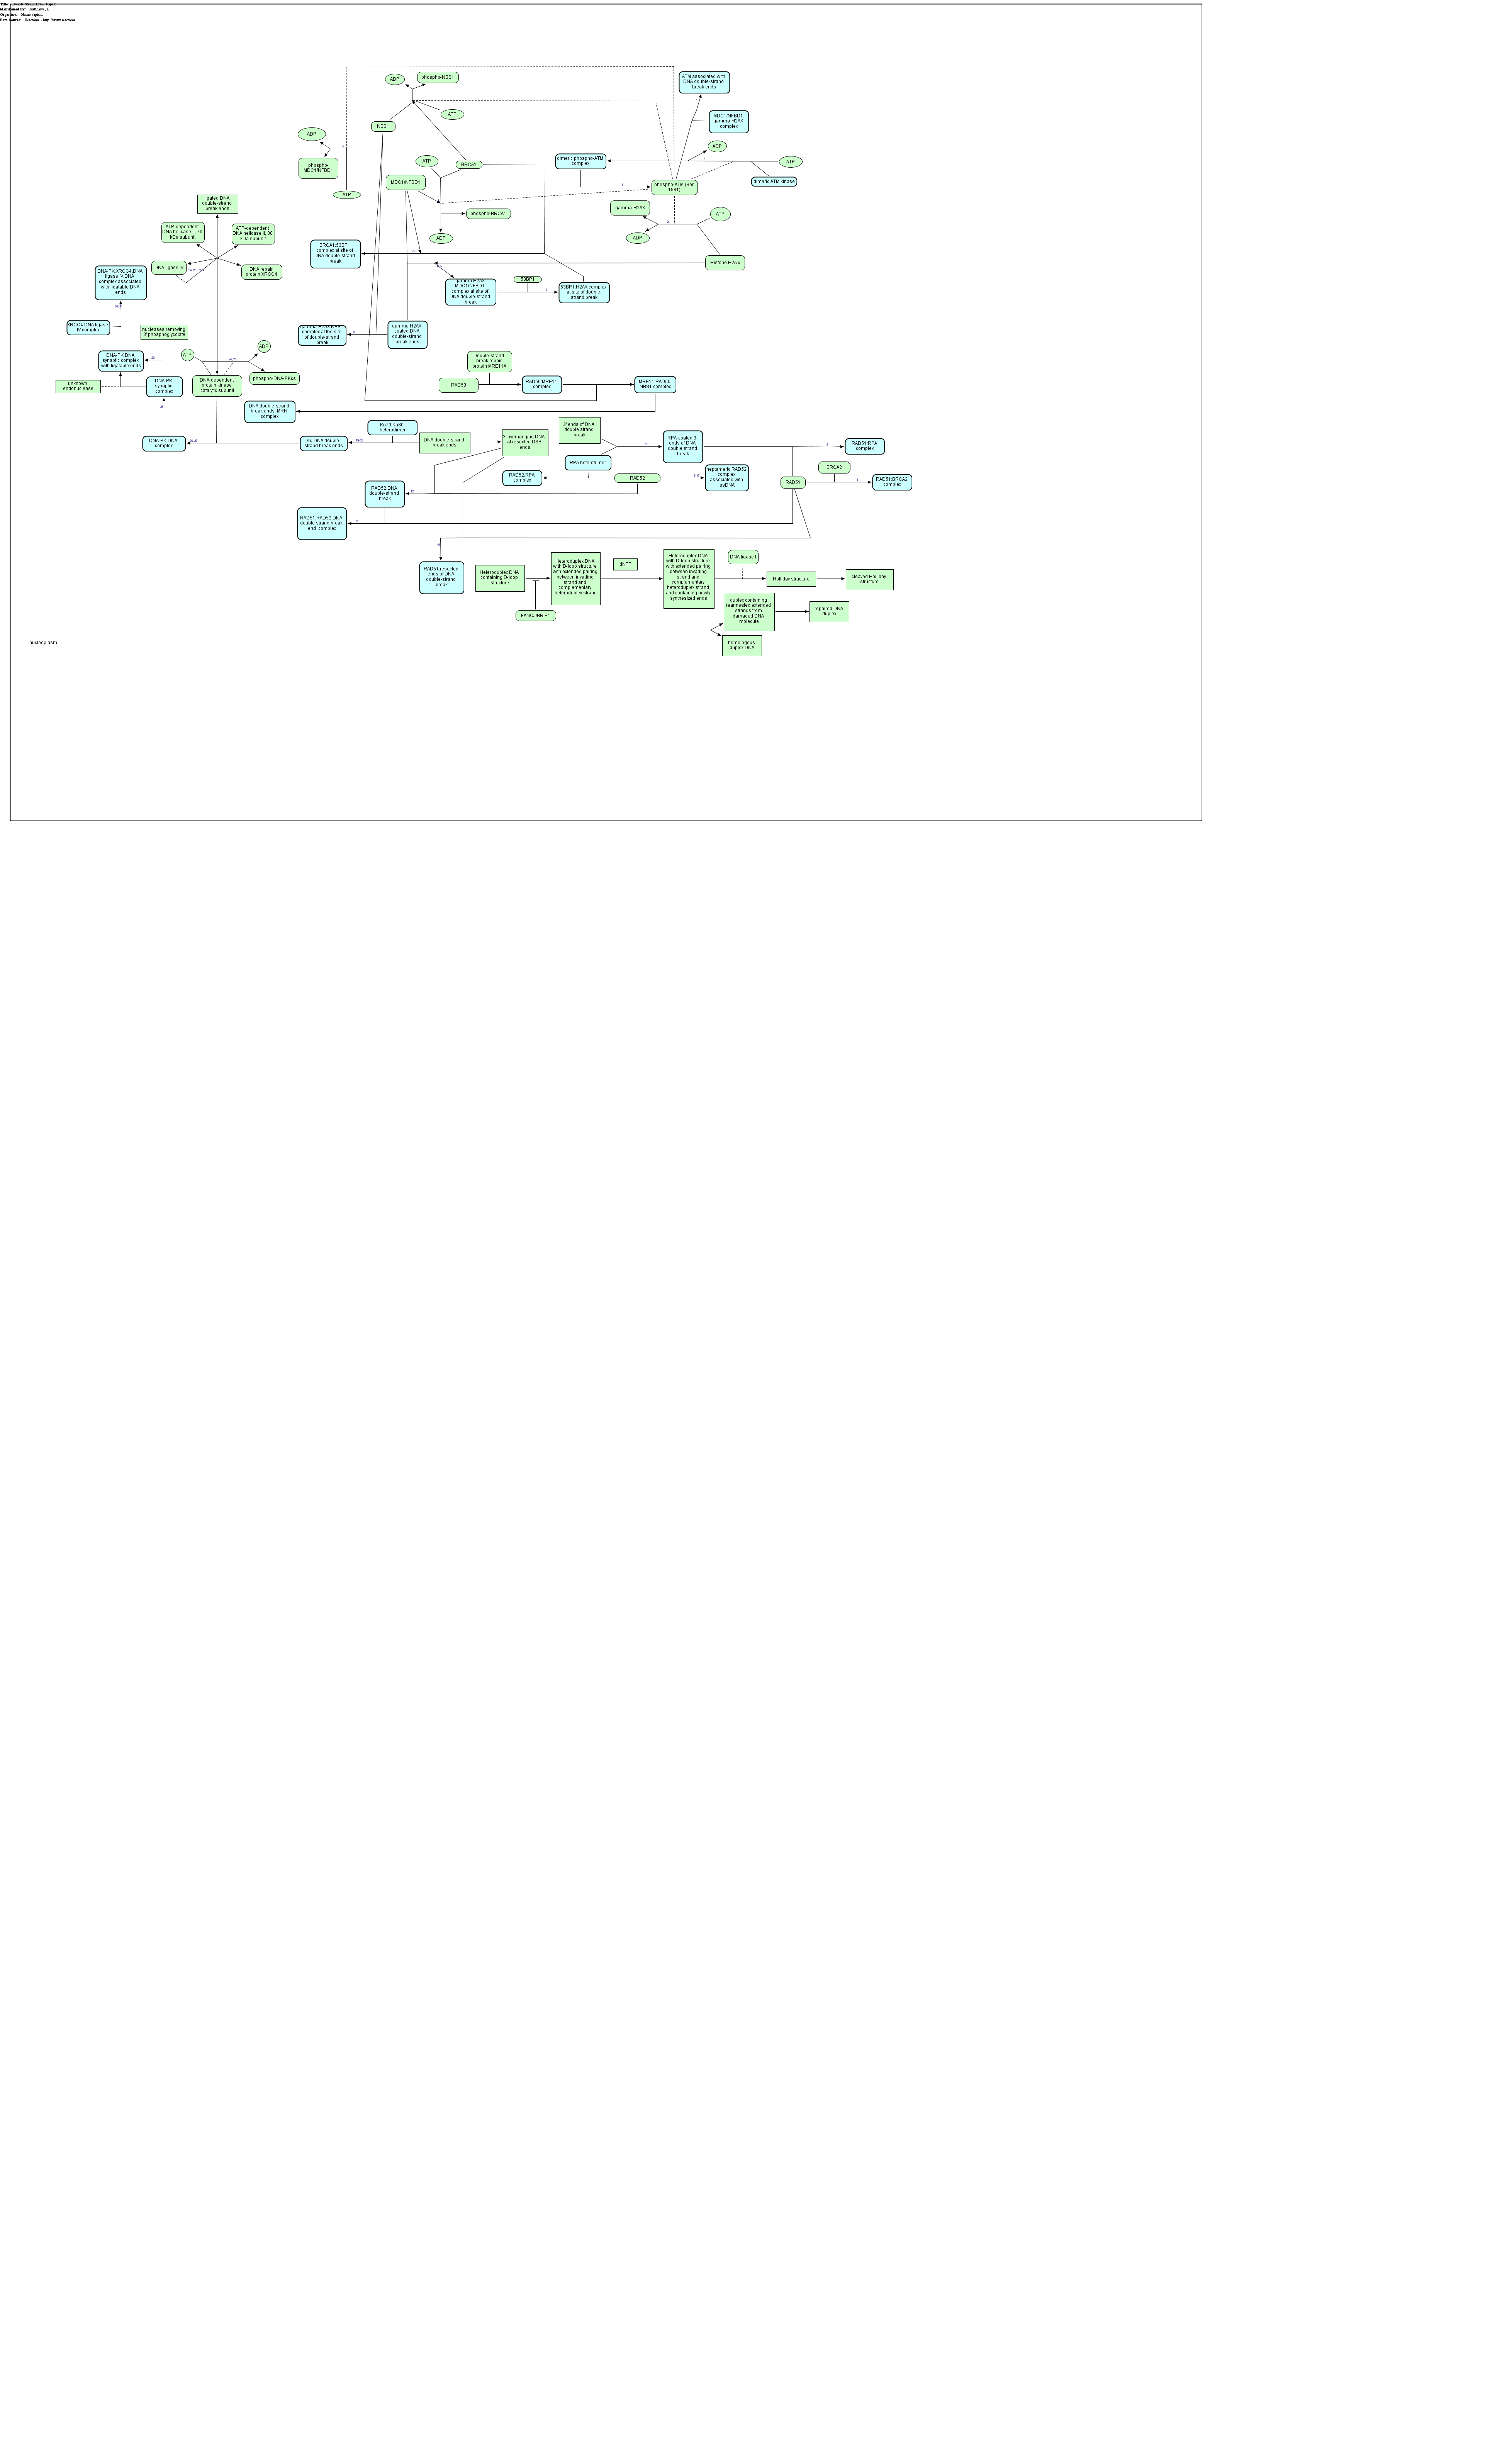 Title: Double-Strand Break Repair
Maintained by: Matthews, L
Organism: Homo sapiens
Data Source: Reactome - http://www.reactome.-
ADP
phospho-NBS1
ATM associated with
DNA double-strand
break ends
ATP
NBS1
MDC1/NFBD1:
gamma-H2AX
complex
ADP
6
phospho-
MDC1/NFBD1
ATP
ATP
BRCA1
MDC1/NFBD1
dimeric phospho-ATM
complex
ADP
1
ATP
dimeric ATM kinase
1
phospho-ATM (Ser
1981)
gamma-H2AX
ATP
2
ADP
phospho-BRCA1
ADP
Histone H2A.x
ligated DNA
double-strand
break ends
ATP-dependent
DNA helicase II, 70
kDa subunit
ATP-dependent
DNA helicase II, 80
kDa subunit
DNA ligase IV
DNA repair
protein XRCC4
DNA-PK:XRCC4:DNA
ligase IV:DNA
complex associated
with ligatable DNA
ends
BRCA1:53BP1
complex at site of
DNA double-strand
break
gamma-H2AX:
MDC1/NFBD1
complex at site of
DNA double-strand
break
53BP1
53BP1:H2AX complex
at site of double-
strand break
XRCC4:DNA ligase
IV complex
nucleases removing
3' phosphoglycolate
gamma-H2AX:NBS1
complex at the site
of double-strand
break
gamma H2AX-
coated DNA
double-strand
break ends
DNA-PK:DNA
synaptic complex
with ligatable ends
ATP
24, 25
ADP
unknown
endonuclease
DNA-PK
synaptic
complex
DNA-dependent
protein kinase
catalytic subunit
phospho-DNA-PKcs
Double-strand
break repair
protein MRE11A
RAD50
RAD50:MRE11
complex
MRE11:RAD50:
NBS1 complex
DNA double-strand
break ends: MRN
complex
DNA-PK:DNA
complex
Ku:DNA double-
strand break ends
Ku70:Ku80
heterodimer
DNA double-strand
break ends
3' overhanging DNA
at resected DSB
ends
3' ends of DNA
double strand
break
RPA heterotrimer
RPA-coated 3'-
ends of DNA
double strand
break
RAD51:RPA
complex
RAD52:RPA
complex
RAD52
heptameric RAD52
complex
associated with
ssDNA
BRCA2
RAD51
RAD51:BRCA2
complex
RAD52:DNA
double-strand
break
RAD51:RAD52:DNA
double strand break
end complex
RAD51:resected
ends of DNA
double-strand
break
Heteroduplex DNA
containing D-loop
structure
FANCJ/BRIP1
Heteroduplex DNA
with D-loop structure
with extended pairing
between invading
strand and
complementary
heteroduplex strand
dNTP
Heteroduplex DNA
with D-loop structure
with extended pairing
between invading
strand and
complementary
heteroduplex strand
and containing newly
synthesized ends
DNA ligase I
Holliday structure
cleaved Holliday
structure
duplex containing
reannealed extended
strands from
damaged DNA
molecule
repaired DNA
duplex
homologous
duplex DNA
nucleoplasm